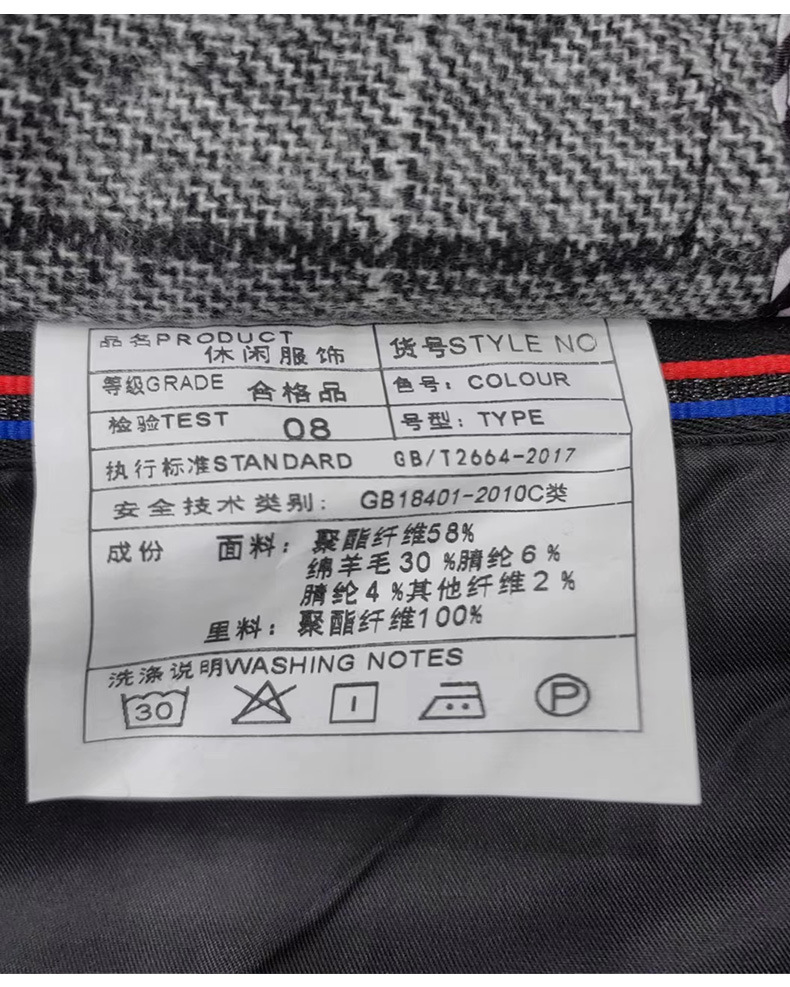 品名PRODUCT
休闲服饰
货号STYLE NO
等级GRADE 合格品
色号：COLOUR
检验TEST 08
号型：TYPE
执行标准STANDARD GB/T2664-2017
安全技术类别：GB18401-2010C类
成份 面料：聚酯纤维58%
绵羊毛30 %腈纶6 %
腈纶4 %其他纤维2 %
里料：聚酯纤维100%
洗涤说明WASHING NOTES
30
P